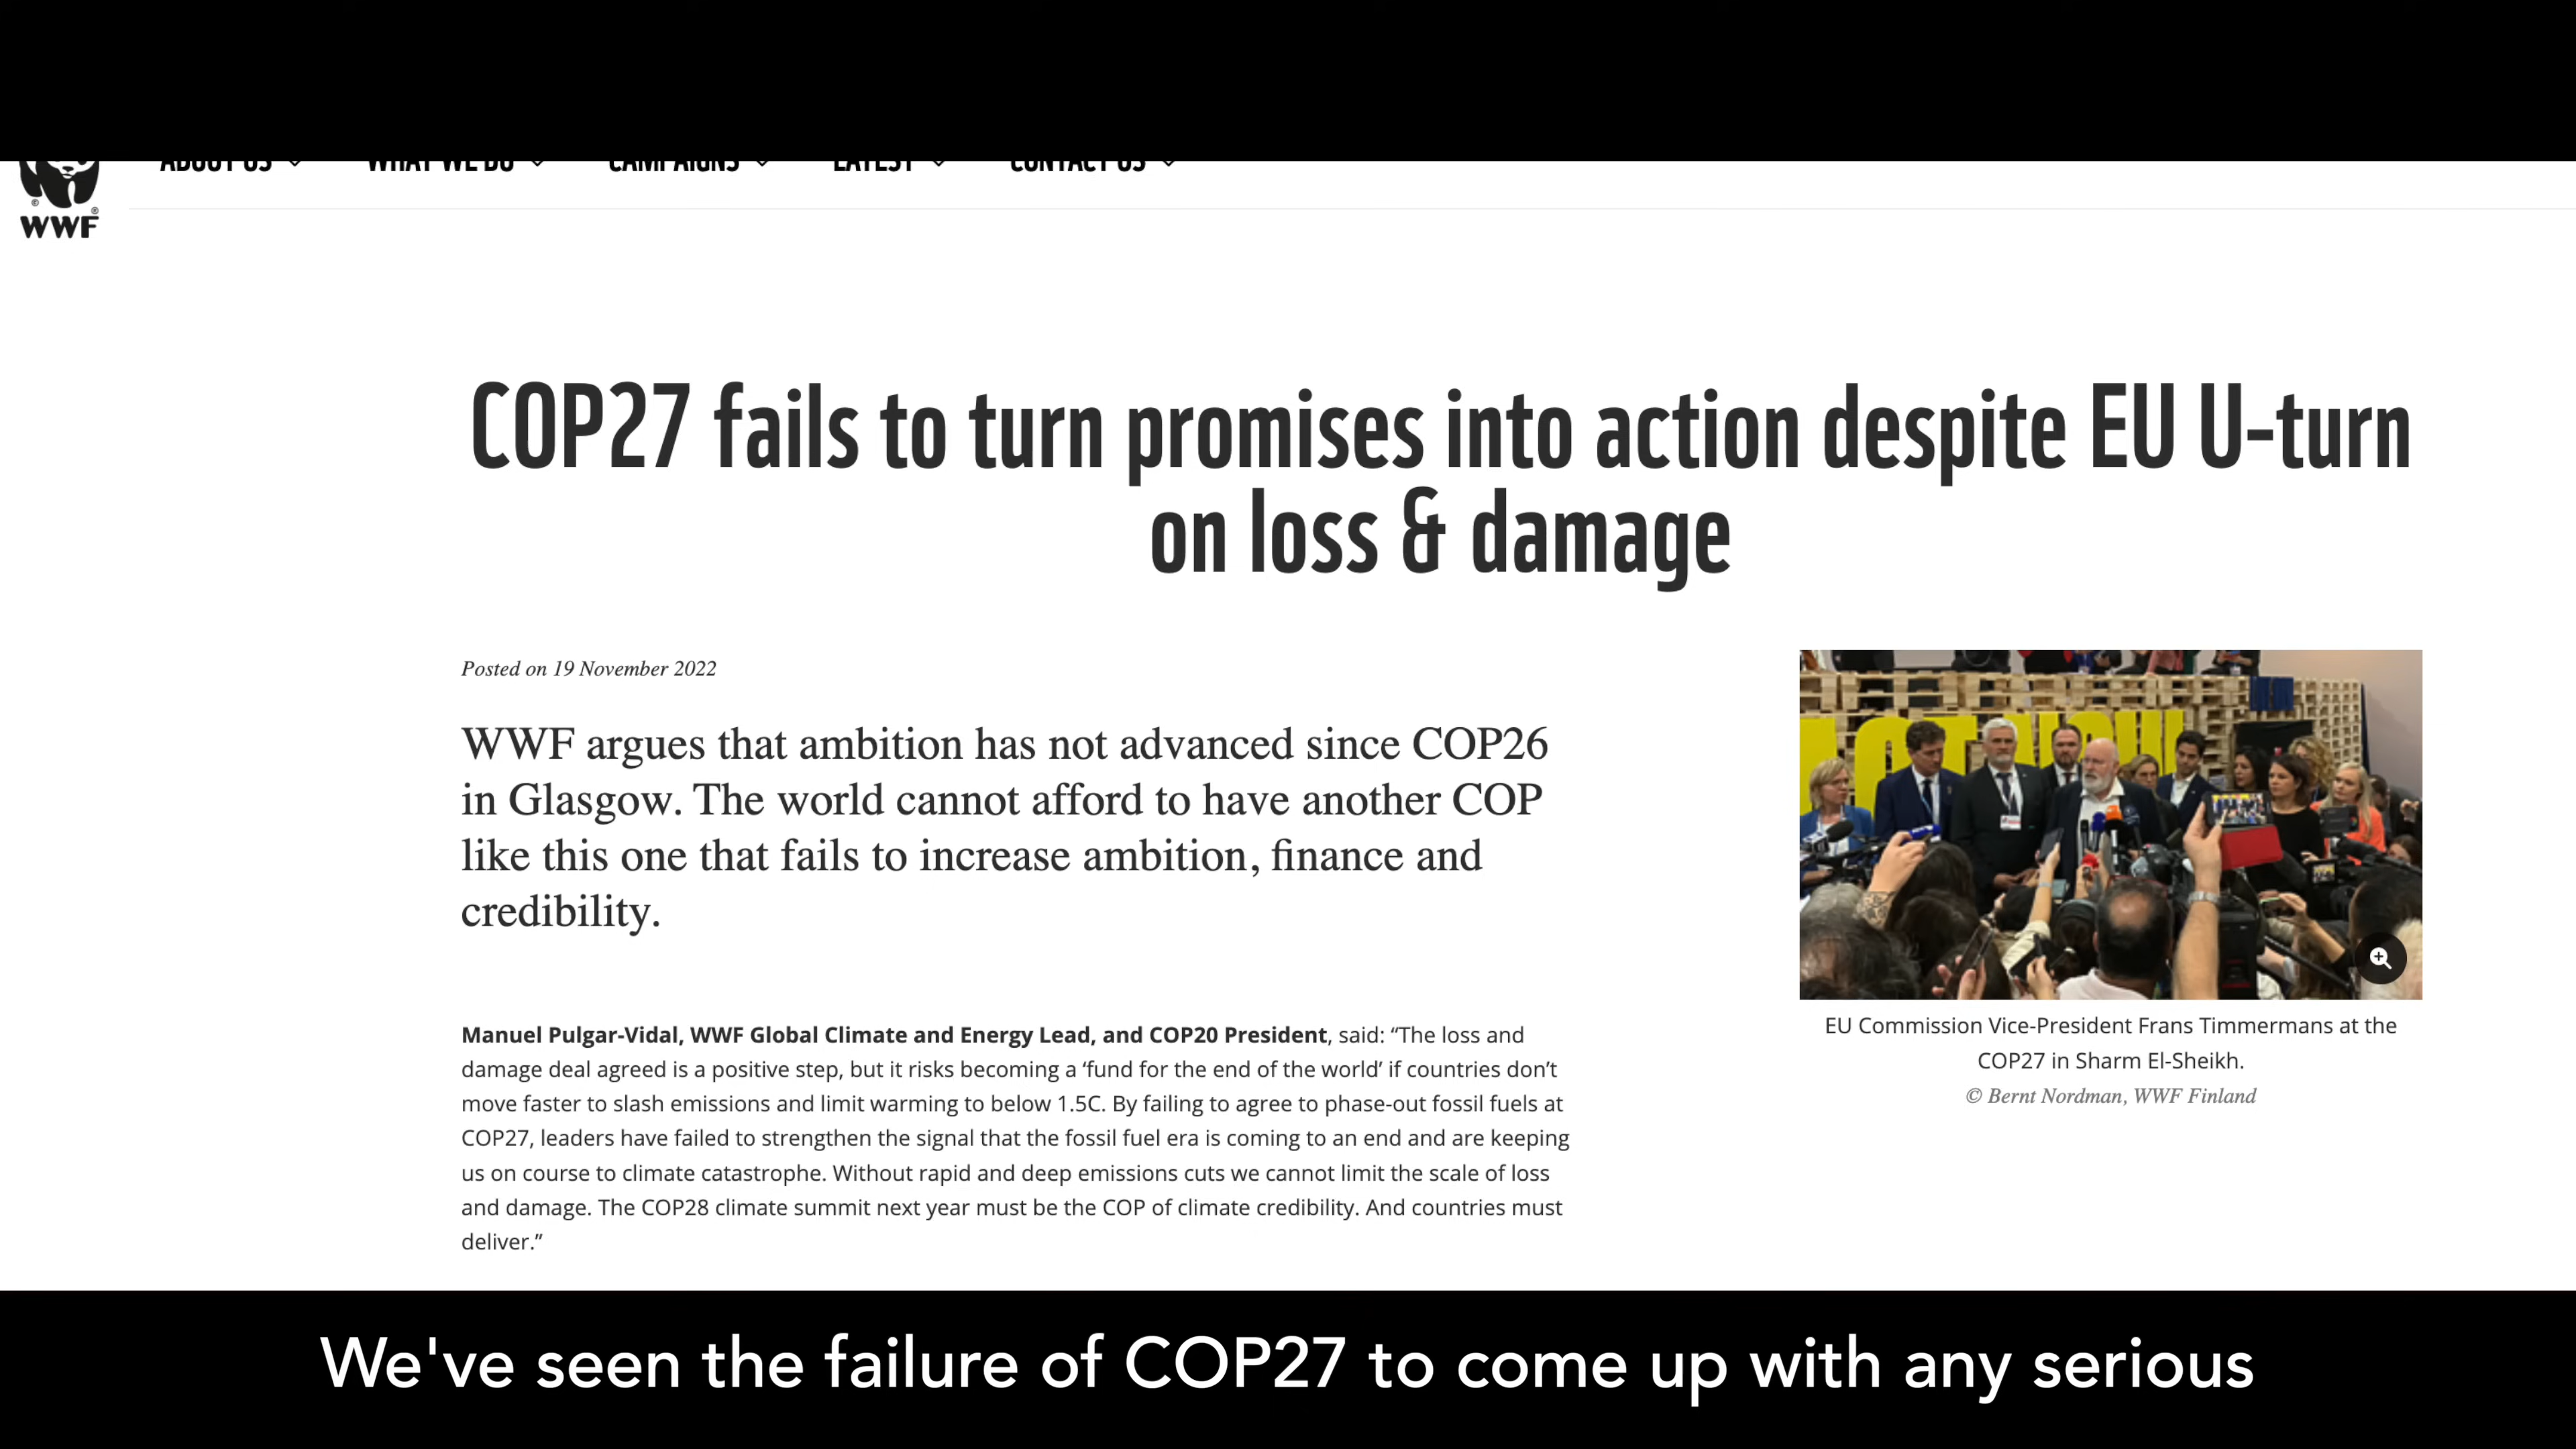 ABOUT US
WHAT WE DO
CAMPAIGNS
LATEST
CONTACT US
WWF
COP27 fails to turn promises into action despite EU U-turn
on loss & damage
Posted on 19 November 2022
WWF argues that ambition has not advanced since COP26
in Glasgow. The world cannot afford to have another COP
like this one that fails to increase ambition, finance and
credibility.
Manuel Pulgar-Vidal, WWF Global Climate and Energy Lead, and COP20 President, said: “The loss and
damage deal agreed is a positive step, but it risks becoming a ‘fund for the end of the world’ if countries don’t
move faster to slash emissions and limit warming to below 1.5C. By failing to agree to phase-out fossil fuels at
COP27, leaders have failed to strengthen the signal that the fossil fuel era is coming to an end and are keeping
us on course to climate catastrophe. Without rapid and deep emissions cuts we cannot limit the scale of loss
and damage. The COP28 climate summit next year must be the COP of climate credibility. And countries must
deliver.”
EU Commission Vice-President Frans Timmermans at the
COP27 in Sharm El-Sheikh.
© Bernt Nordman, WWF Finland
We've seen the failure of COP27 to come up with any serious